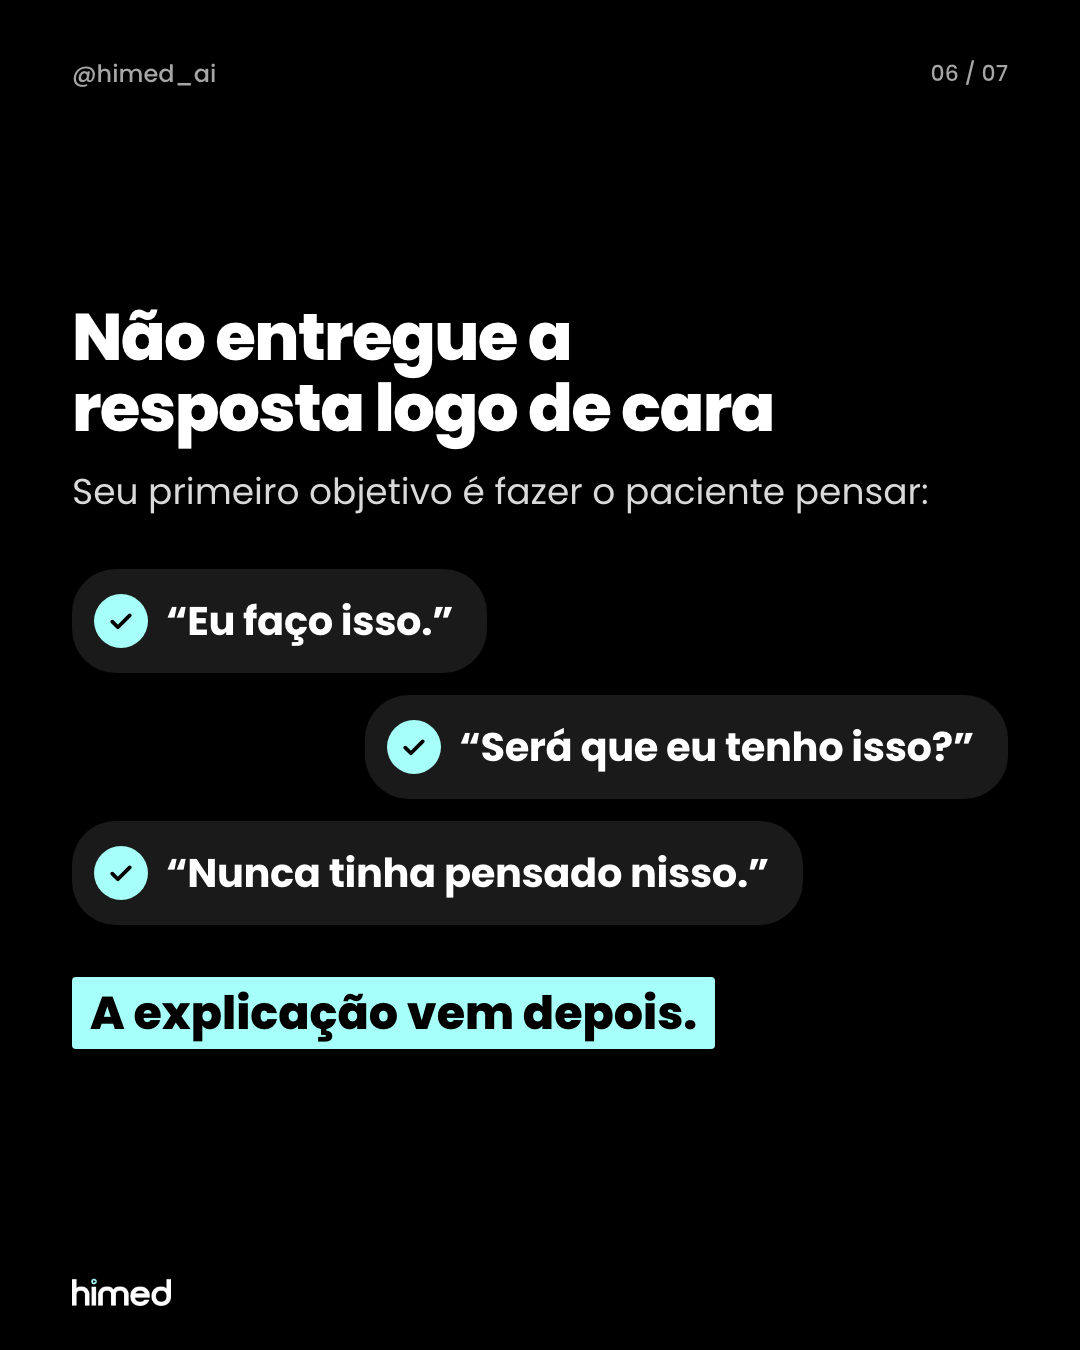 @himed_ai
06 / 07
Não entregue a
resposta logo de cara
Seu primeiro objetivo é fazer o paciente pensar:
“Eu faço isso.”
“Será que eu tenho isso?”
“Nunca tinha pensado nisso.”
A explicação vem depois.
himed